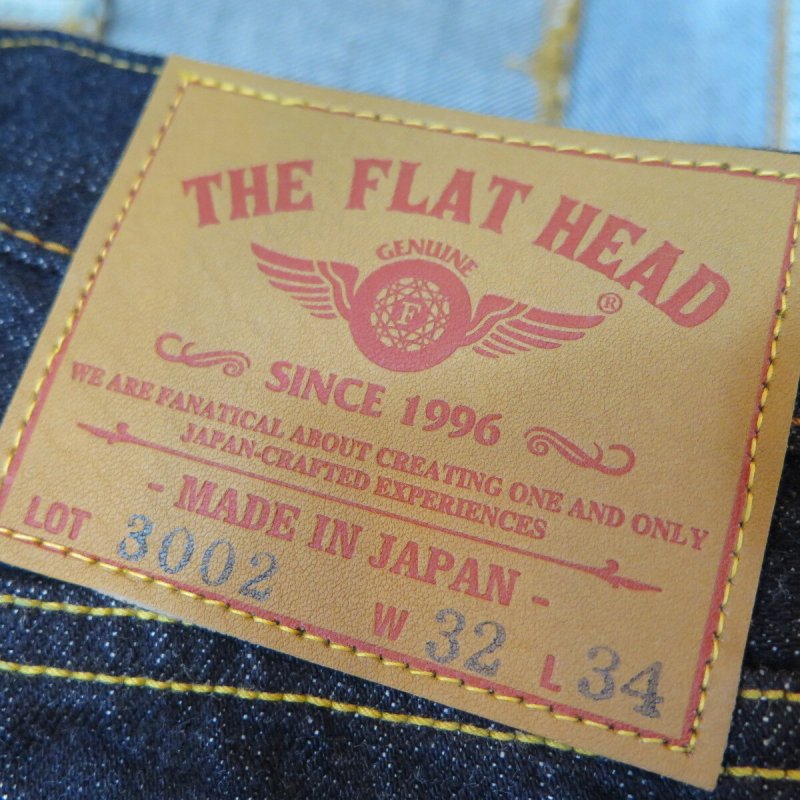 THE FLAT HEAD
GENUINE
F
®
SINCE 1996
WE ARE FANATICAL ABOUT CREATING ONE AND ONLY
JAPAN-CRAFTED EXPERIENCES
- MADE IN JAPAN -
LOT 3002 W 32 L 34